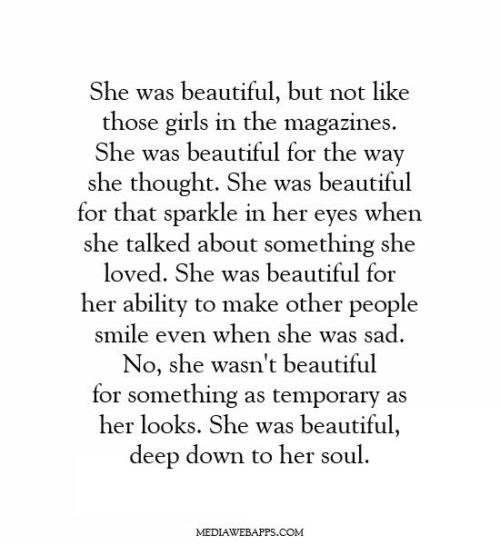 She was beautiful, but not like
those girls in the magazines.
She was beautiful for the way
she thought. She was beautiful
for that sparkle in her eyes when
she talked about something she
loved. She was beautiful for
her ability to make other people
smile even when she was sad.
No, she wasn't beautiful
for something as temporary as
her looks. She was beautiful,
deep down to her soul.
MEDIAWEBAPPS.COM